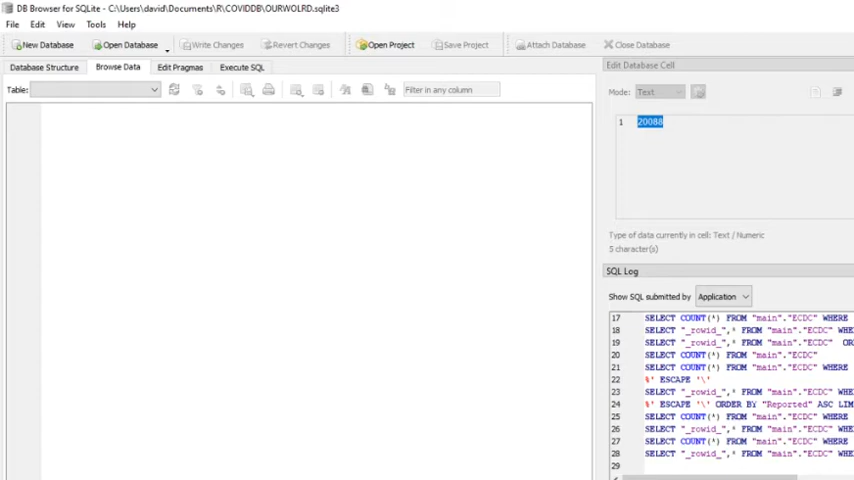 DB Browser for SQLite - C:\Users\david\Documents\R\COVIDDB\OURWOLRD.sqlite3
File Edit View Tools Help
New Database Open Database Write Changes Revert Changes Open Project Save Project Attach Database Close Database
Database Structure Browse Data Edit Pragmas Execute SQL
Table: Filter in any column
Edit Database Cell
Mode: Text
1 20088
Type of data currently in cell: Text / Numeric
5 character(s)
SQL Log
Show SQL submitted by Application
17 SELECT COUNT(*) FROM "main"."ECDC" WHERE
18 SELECT "_rowid_",* FROM "main"."ECDC" WHE
19 SELECT "_rowid_",* FROM "main"."ECDC" OR
20 SELECT COUNT(*) FROM "main"."ECDC"
21 SELECT COUNT(*) FROM "main"."ECDC" WHERE
22 %' ESCAPE '\'
23 SELECT "_rowid_",* FROM "main"."ECDC" WHE
24 %' ESCAPE '\' ORDER BY "Reported" ASC LIM
25 SELECT COUNT(*) FROM "main"."ECDC" WHERE
26 SELECT "_rowid_",* FROM "main"."ECDC" WHE
27 SELECT COUNT(*) FROM "main"."ECDC" WHERE
28 SELECT "_rowid_",* FROM "main"."ECDC" WHE
29